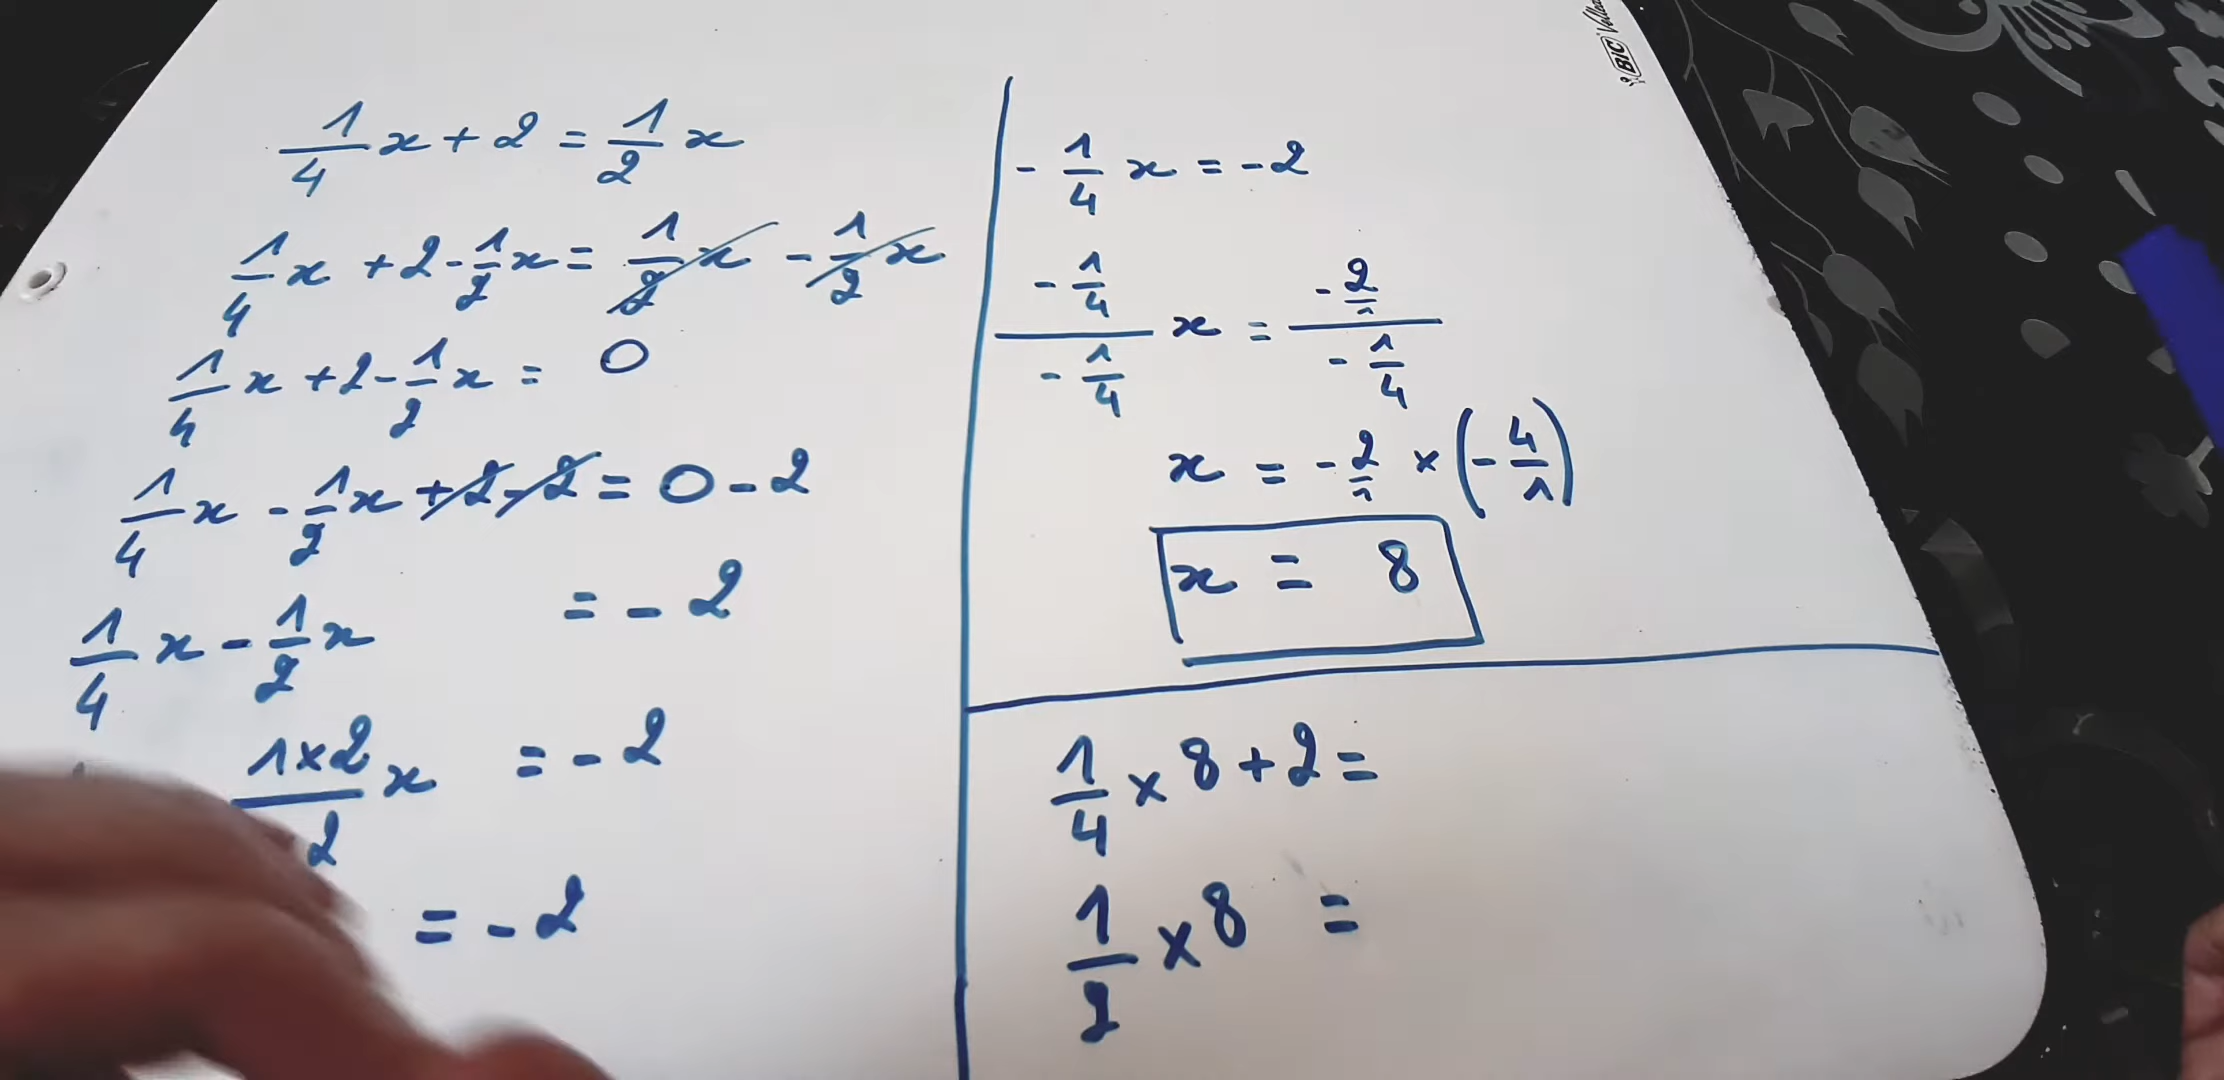 1/4 x + 2 = 1/2 x
1/4 x + 2 - 1/2 x = 1/2 x - 1/2 x
1/4 x + 2 - 1/2 x = 0
1/4 x - 1/2 x + 2 - 2 = 0 - 2
1/4 x - 1/2 x = - 2
1×2/2 x = - 2
= - 2
- 1/4 x = - 2
(- 1/4)/(- 1/4) x = (- 2/1)/(- 1/4)
x = - 2/1 × (- 4/1)
x = 8
1/4 × 8 + 2 =
1/2 × 8 =
BIC Velle